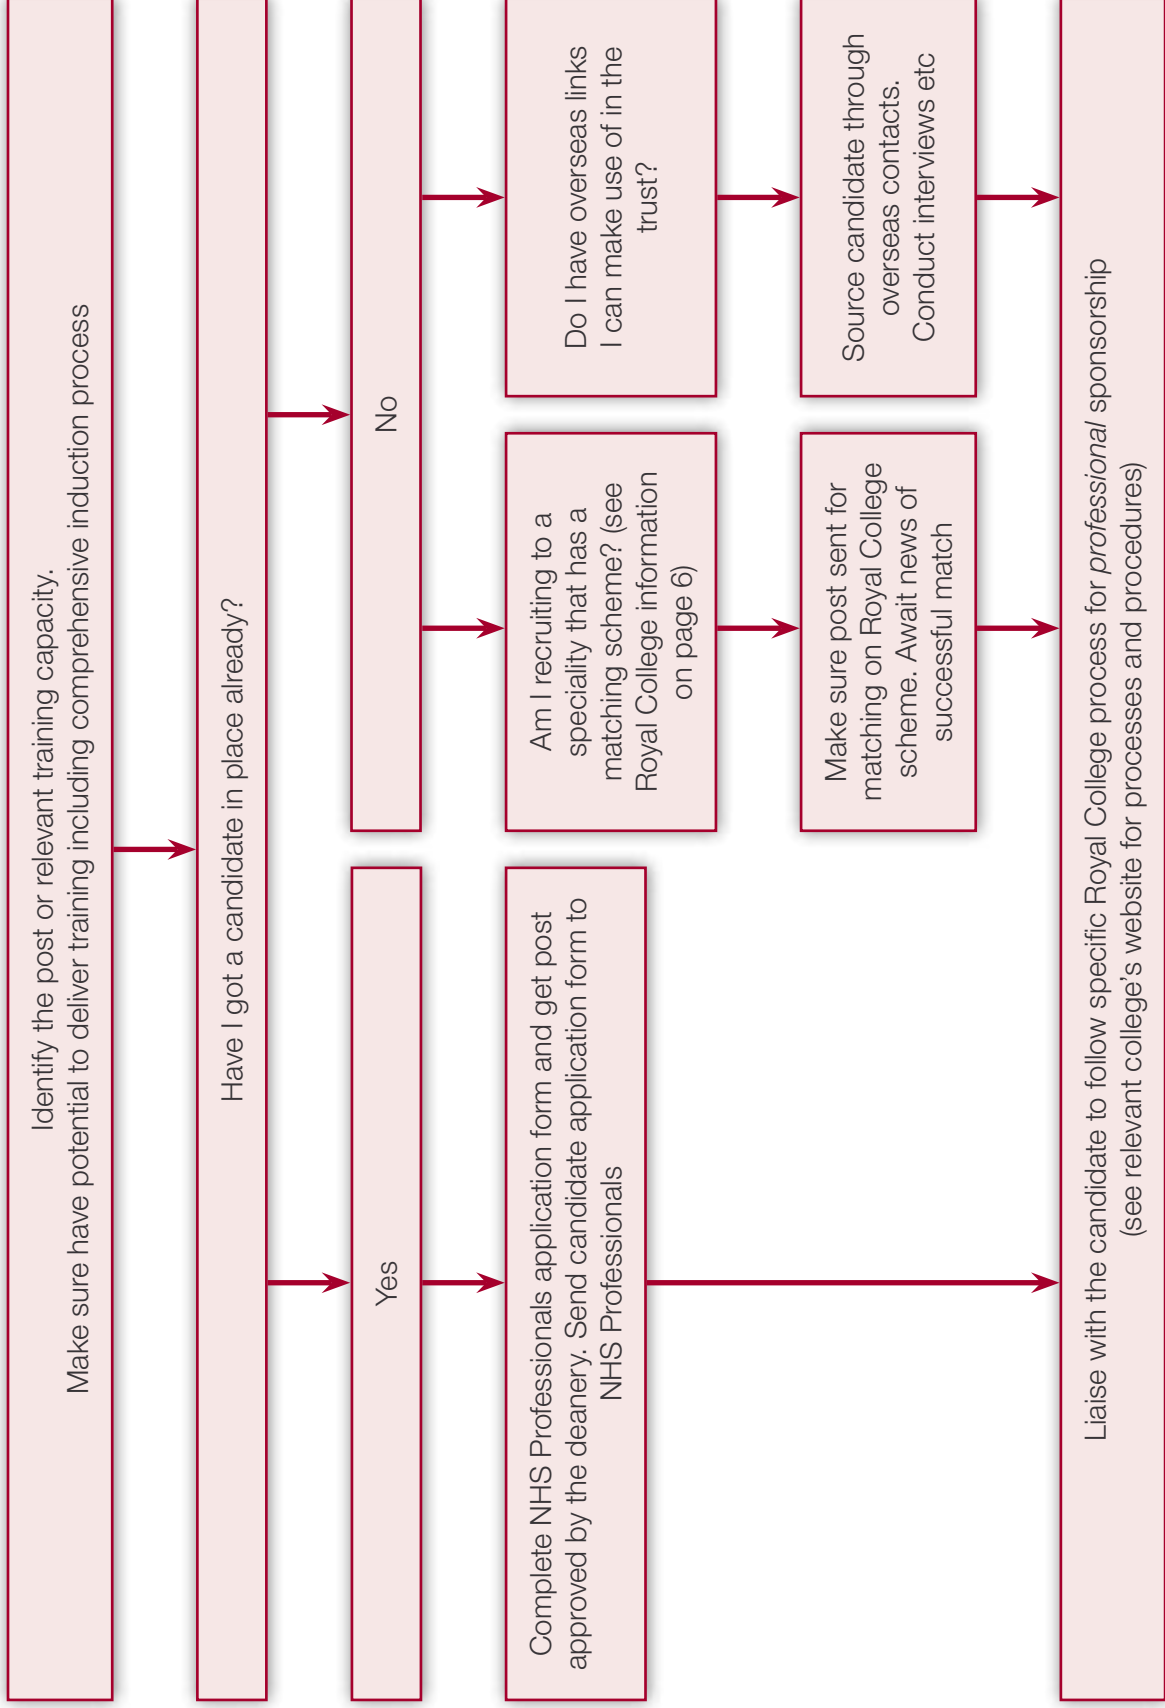 Identify the post or relevant training capacity.
Make sure have potential to deliver training including comprehensive induction process
Have I got a candidate in place already?
Yes
No
Complete NHS Professionals application form and get post
approved by the deanery. Send candidate application form to
NHS Professionals
Am I recruiting to a
speciality that has a
matching scheme? (see
Royal College information
on page 6)
Do I have overseas links
I can make use of in the
trust?
Make sure post sent for
matching on Royal College
scheme. Await news of
successful match
Source candidate through
overseas contacts.
Conduct interviews etc
Liaise with the candidate to follow specific Royal College process for professional sponsorship
(see relevant college’s website for processes and procedures)